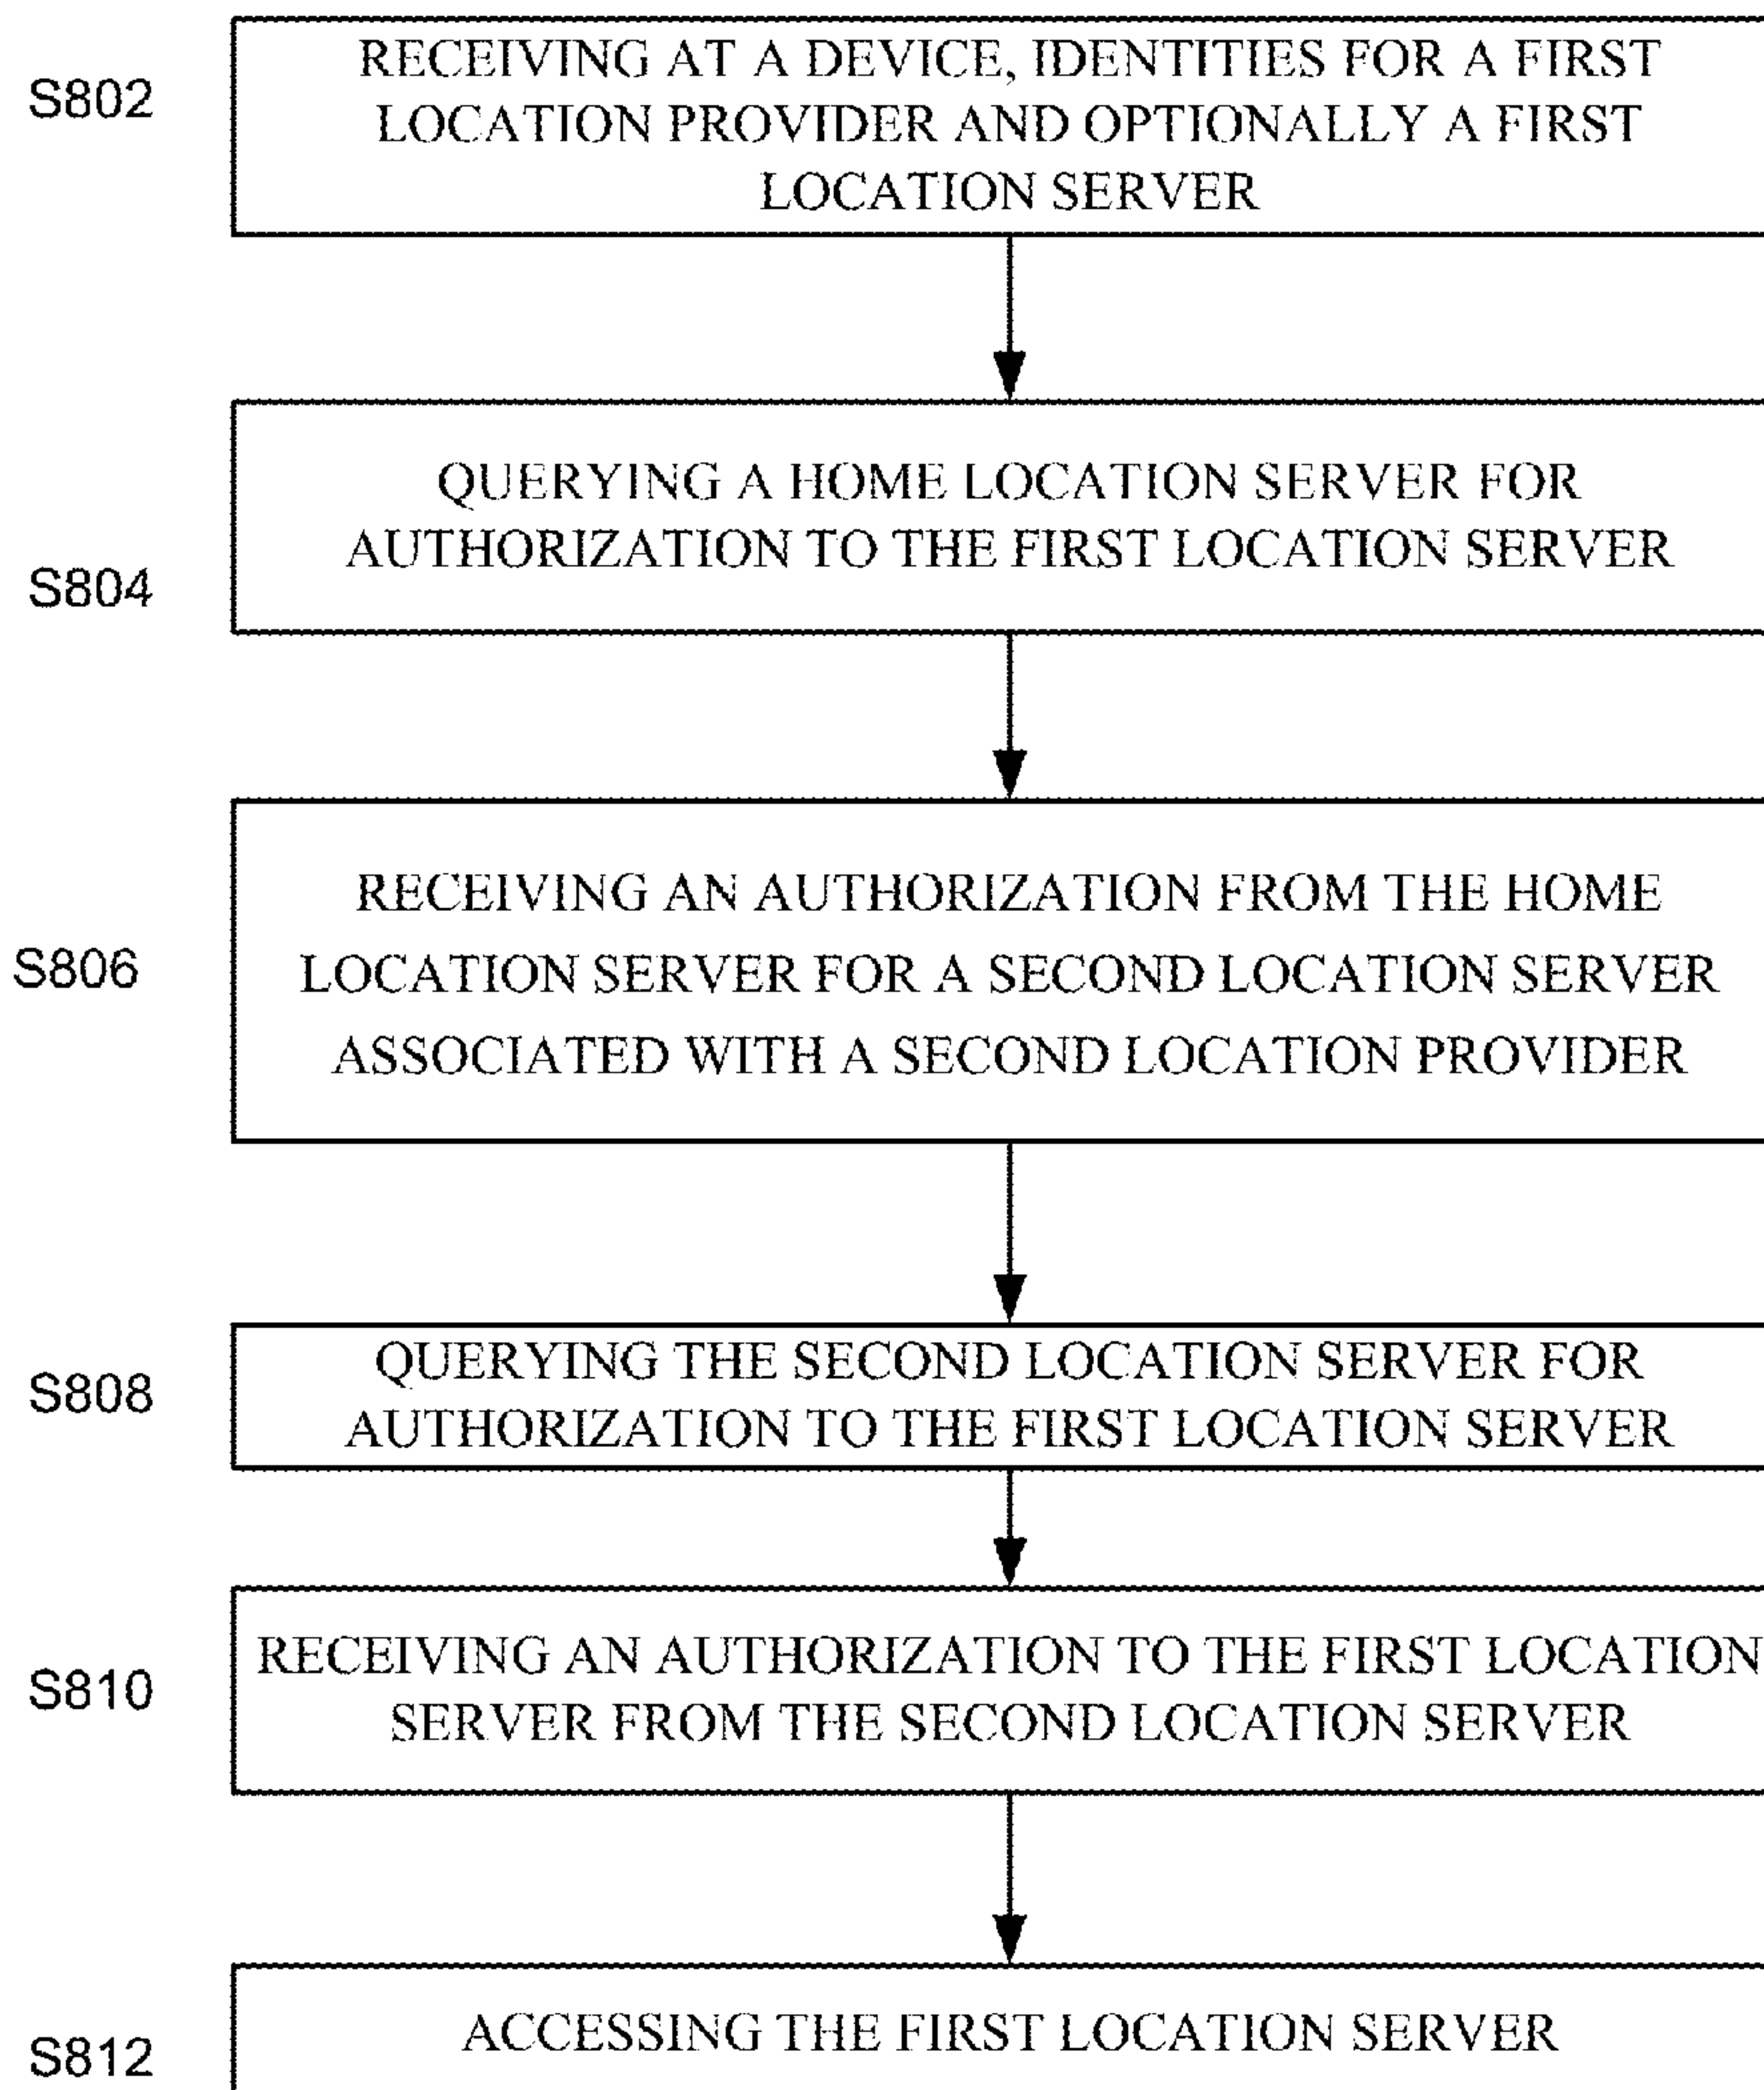 S802
RECEIVING AT A DEVICE, IDENTITIES FOR A FIRST
LOCATION PROVIDER AND OPTIONALLY A FIRST
LOCATION SERVER
S804
QUERYING A HOME LOCATION SERVER FOR
AUTHORIZATION TO THE FIRST LOCATION SERVER
S806
RECEIVING AN AUTHORIZATION FROM THE HOME
LOCATION SERVER FOR A SECOND LOCATION SERVER
ASSOCIATED WITH A SECOND LOCATION PROVIDER
S808
QUERYING THE SECOND LOCATION SERVER FOR
AUTHORIZATION TO THE FIRST LOCATION SERVER
S810
RECEIVING AN AUTHORIZATION TO THE FIRST LOCATION
SERVER FROM THE SECOND LOCATION SERVER
S812
ACCESSING THE FIRST LOCATION SERVER